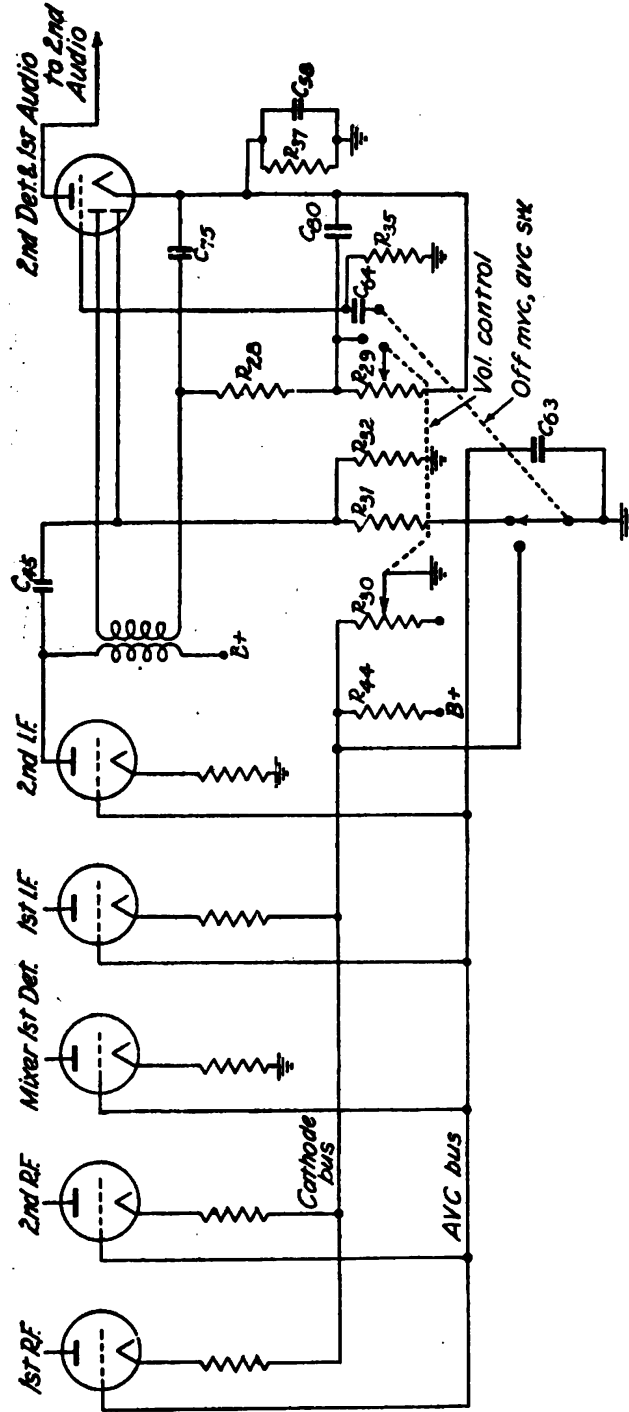 1st R.F.
2nd R.F.
Mixer 1st Det.
1st I.F.
2nd I.F.
2nd Det. & 1st Audio
to 2nd
Audio
C45
B+
C75
R37
C58
C80
R28
C64
R35
R29
R32
R31
R30
R44
B+
Cathode
bus
AVC bus
Vol. control
Off mvc, avc sw.
C63